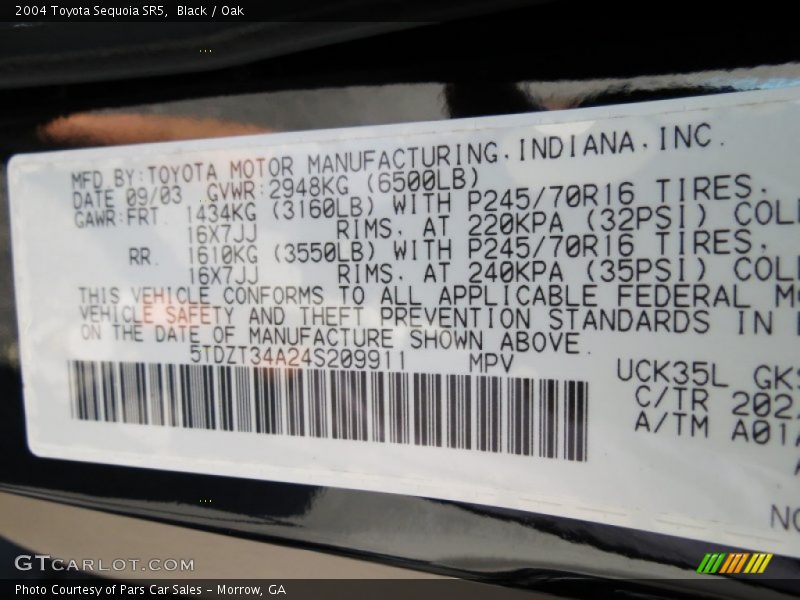 2004 Toyota Sequoia SR5, Black / Oak
MFD BY:TOYOTA MOTOR MANUFACTURING.INDIANA.INC.
DATE 09/03 GVWR:2948KG (6500LB)
GAWR:FRT. 1434KG (3160LB) WITH P245/70R16 TIRES.
16X7JJ RIMS. AT 220KPA (32PSI) COL
RR. 1610KG (3550LB) WITH P245/70R16 TIRES.
16X7JJ RIMS. AT 240KPA (35PSI) COL
THIS VEHICLE CONFORMS TO ALL APPLICABLE FEDERAL M
VEHICLE SAFETY AND THEFT PREVENTION STANDARDS IN
ON THE DATE OF MANUFACTURE SHOWN ABOVE.
5TDZT34A24S209911 MPV
UCK35L GK
C/TR 202
A/TM A01
NO
GTCARLOT.COM
Photo Courtesy of Pars Car Sales - Morrow, GA